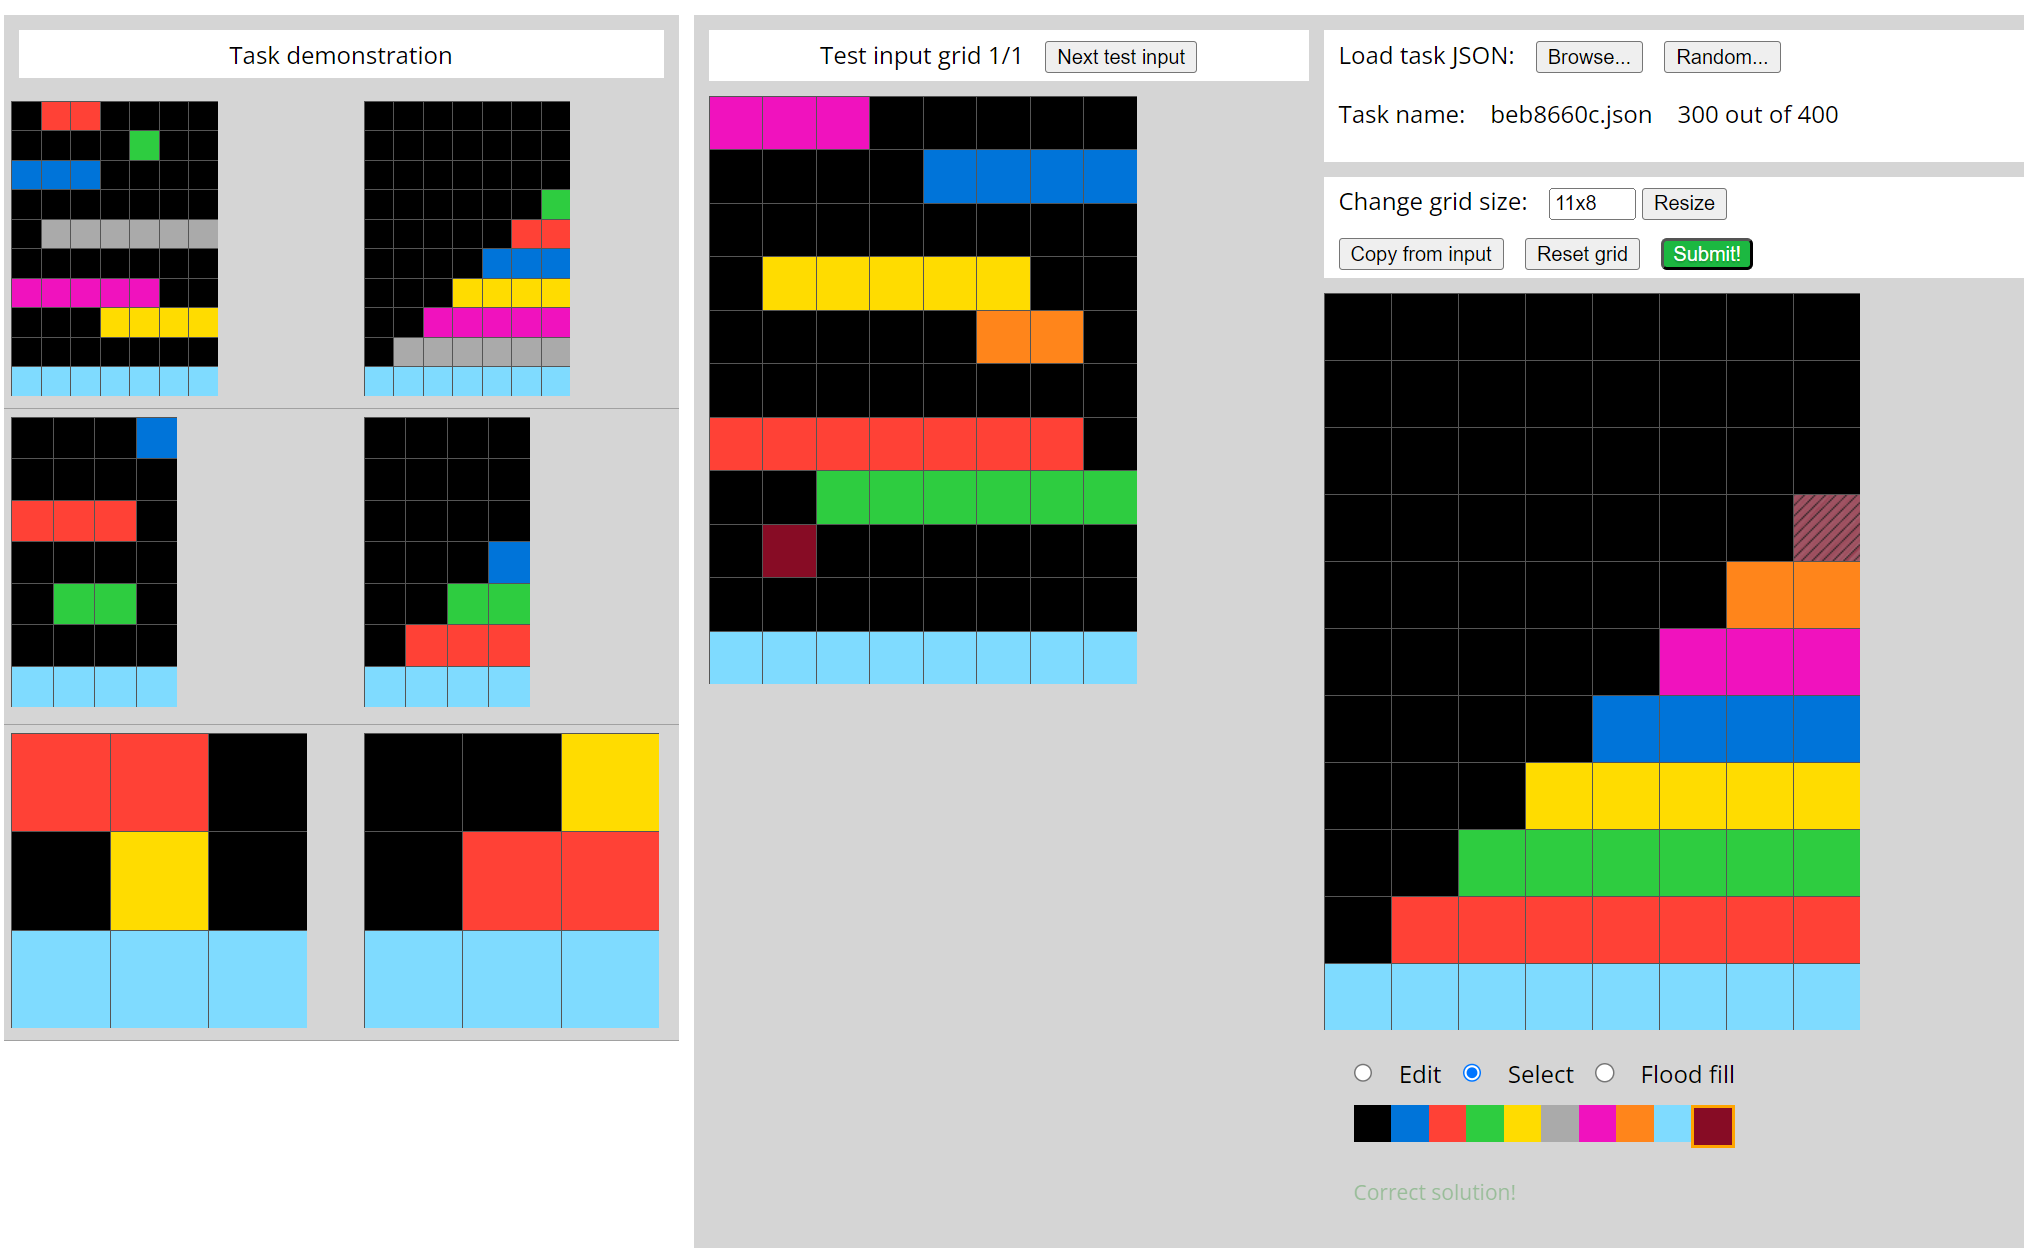 Task demonstration
Test input grid 1/1 Next test input
Load task JSON: Browse... Random...
Task name: beb8660c.json 300 out of 400
Change grid size: 11x8 Resize
Copy from input Reset grid Submit!
Edit Select Flood fill
Correct solution!